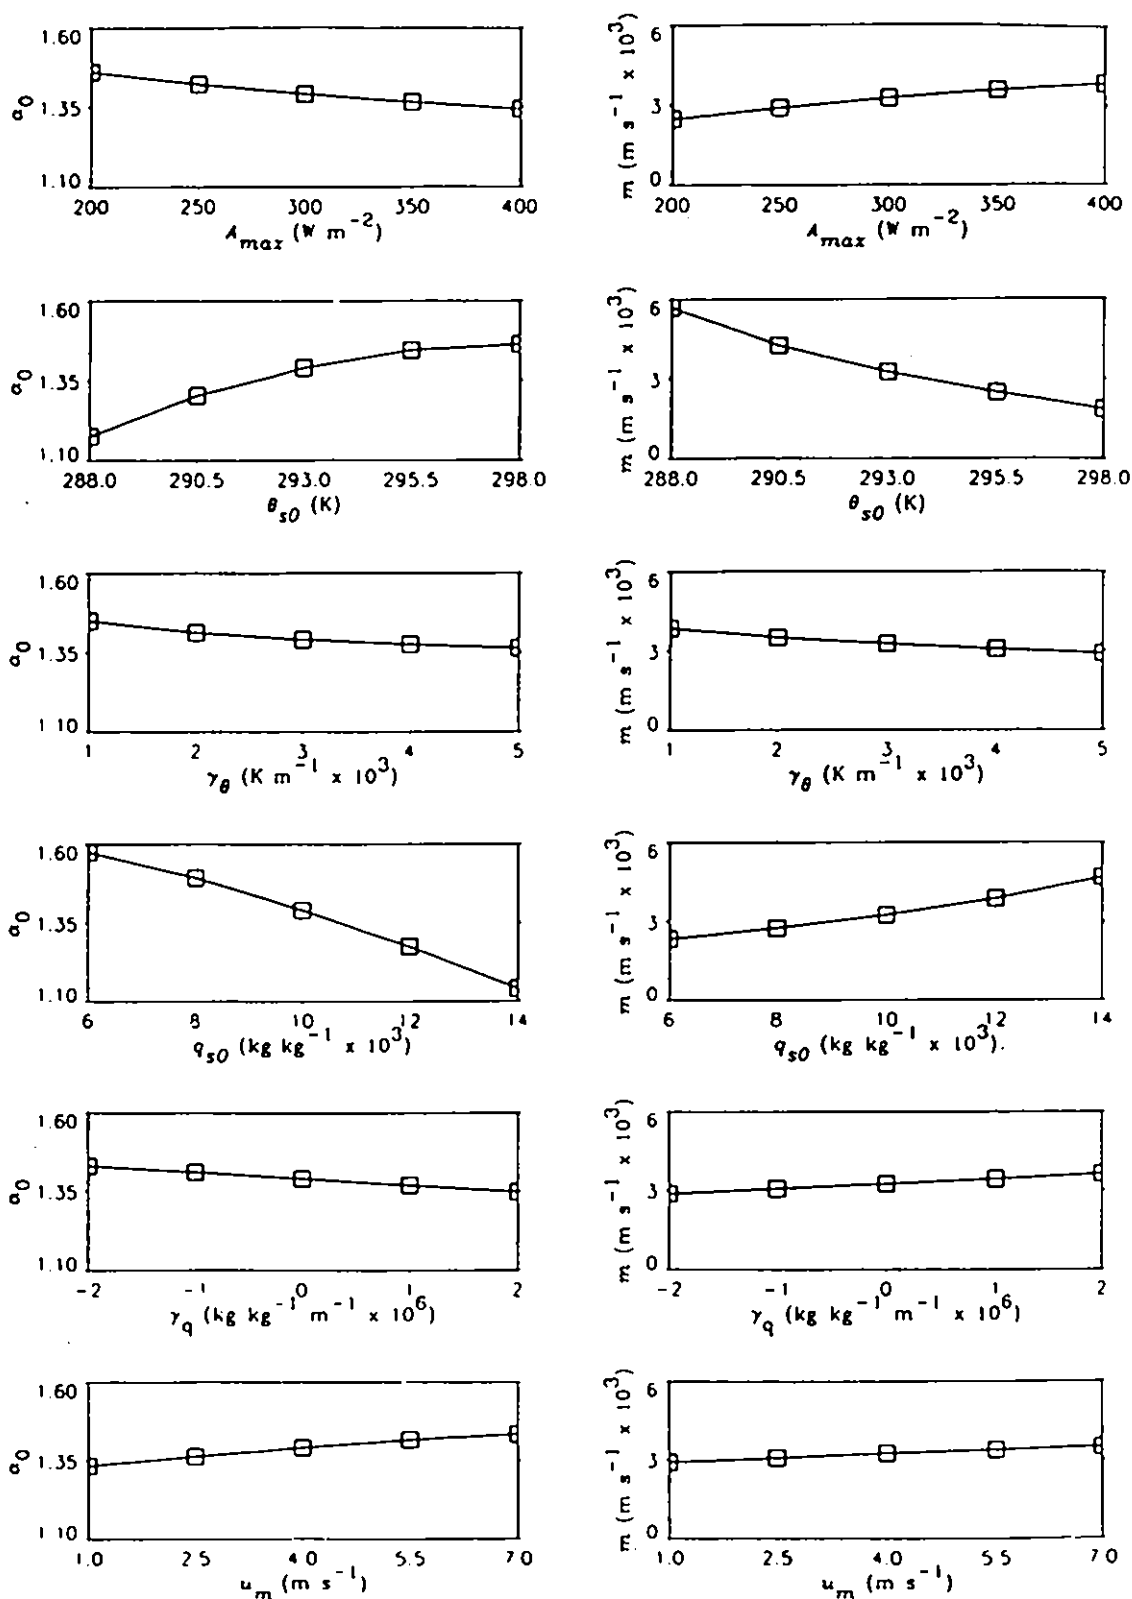 1.60
α₀ 1.35
1.10
200 250 300 350 400
A_max (W m⁻²)
m (m s⁻¹ x 10³)
6
3
0
200 250 300 350 400
A_max (W m⁻²)
1.60
α₀ 1.35
1.10
288.0 290.5 293.0 295.5 298.0
θ_s0 (K)
m (m s⁻¹ x 10³)
6
3
0
288.0 290.5 293.0 295.5 298.0
θ_s0 (K)
1.60
α₀ 1.35
1.10
1 2 3 4 5
γ_θ (K m⁻¹ x 10³)
m (m s⁻¹ x 10³)
6
3
0
1 2 3 4 5
γ_θ (K m⁻¹ x 10³)
1.60
α₀ 1.35
1.10
6 8 10 12 14
q_s0 (kg kg⁻¹ x 10³)
m (m s⁻¹ x 10³)
6
3
0
6 8 10 12 14
q_s0 (kg kg⁻¹ x 10³).
1.60
α₀ 1.35
1.10
-2 -1 0 1 2
γ_q (kg kg⁻¹ m⁻¹ x 10⁶)
m (m s⁻¹ x 10³)
6
3
0
-2 -1 0 1 2
γ_q (kg kg⁻¹ m⁻¹ x 10⁶)
1.60
α₀ 1.35
1.10
1.0 2.5 4.0 5.5 7.0
u_m (m s⁻¹)
m (m s⁻¹ x 10³)
6
3
0
1.0 2.5 4.0 5.5 7.0
u_m (m s⁻¹)